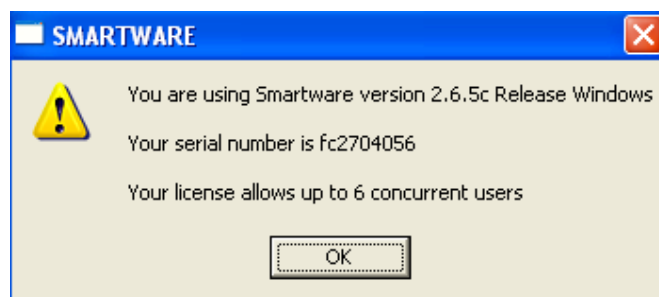 SMARTWARE
You are using Smartware version 2.6.5c Release Windows
Your serial number is fc2704056
Your license allows up to 6 concurrent users
OK